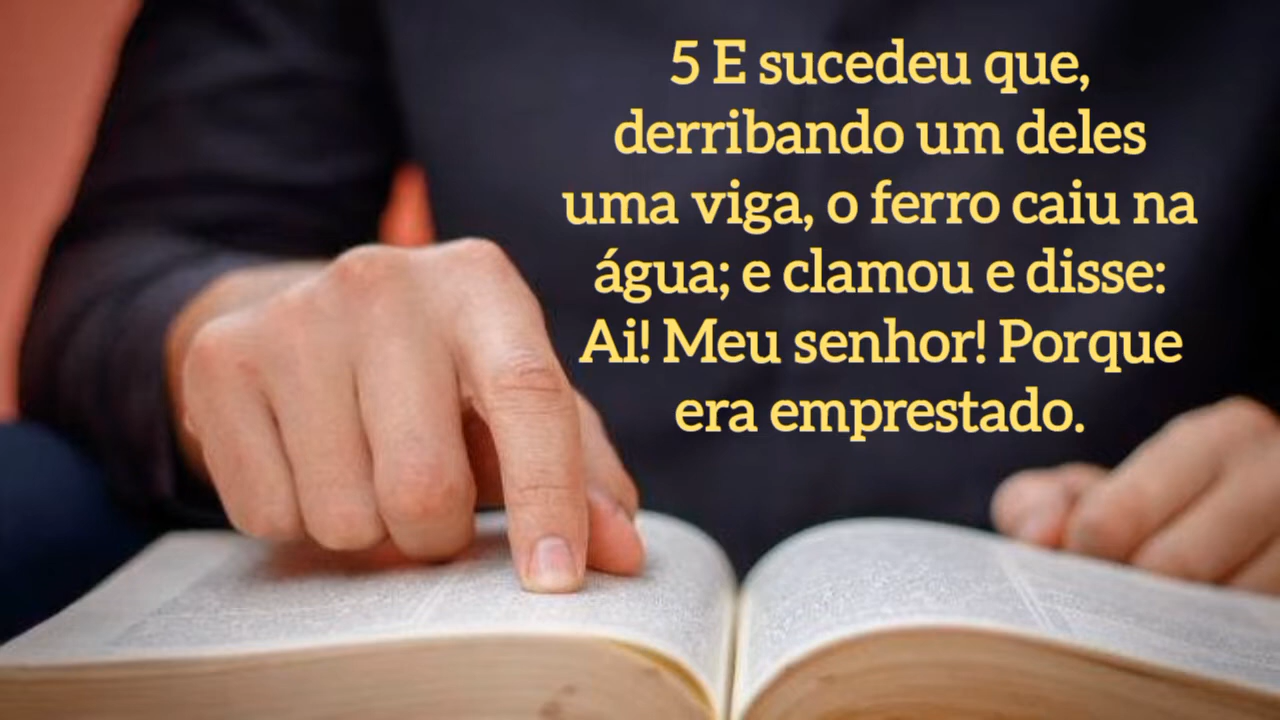 5 E sucedeu que,
derribando um deles
uma viga, o ferro caiu na
água; e clamou e disse:
Ai! Meu senhor! Porque
era emprestado.